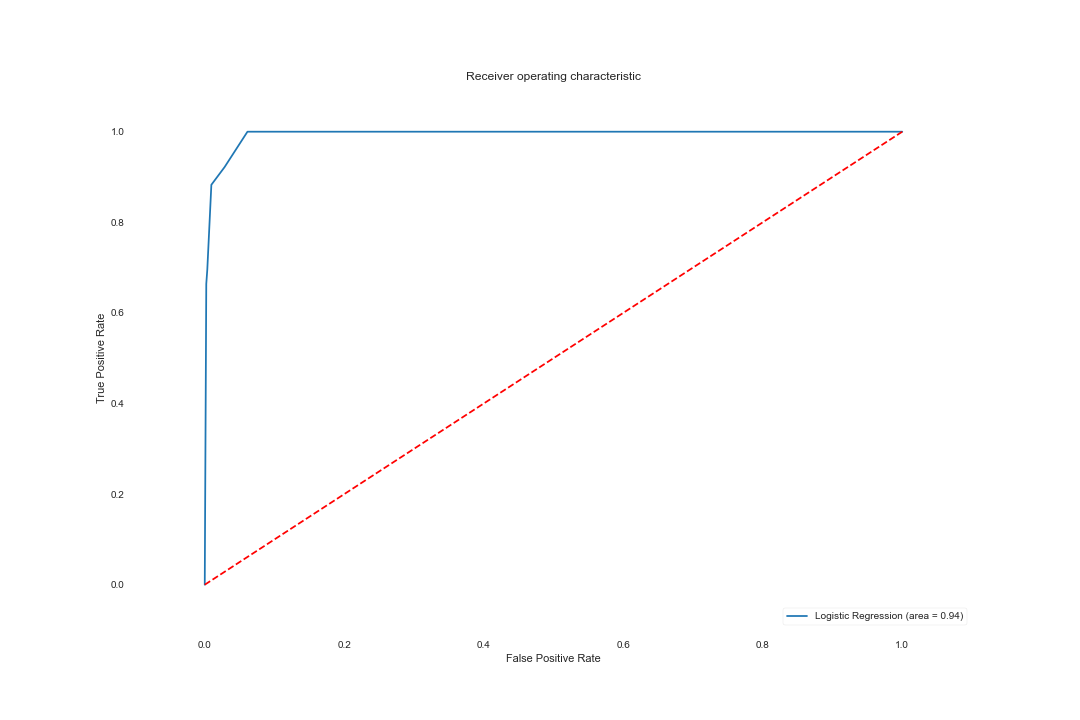 Receiver operating characteristic
1.0
0.8
0.6
0.4
0.2
0.0
True Positive Rate
0.0 0.2 0.4 0.6 0.8 1.0
False Positive Rate
Logistic Regression (area = 0.94)